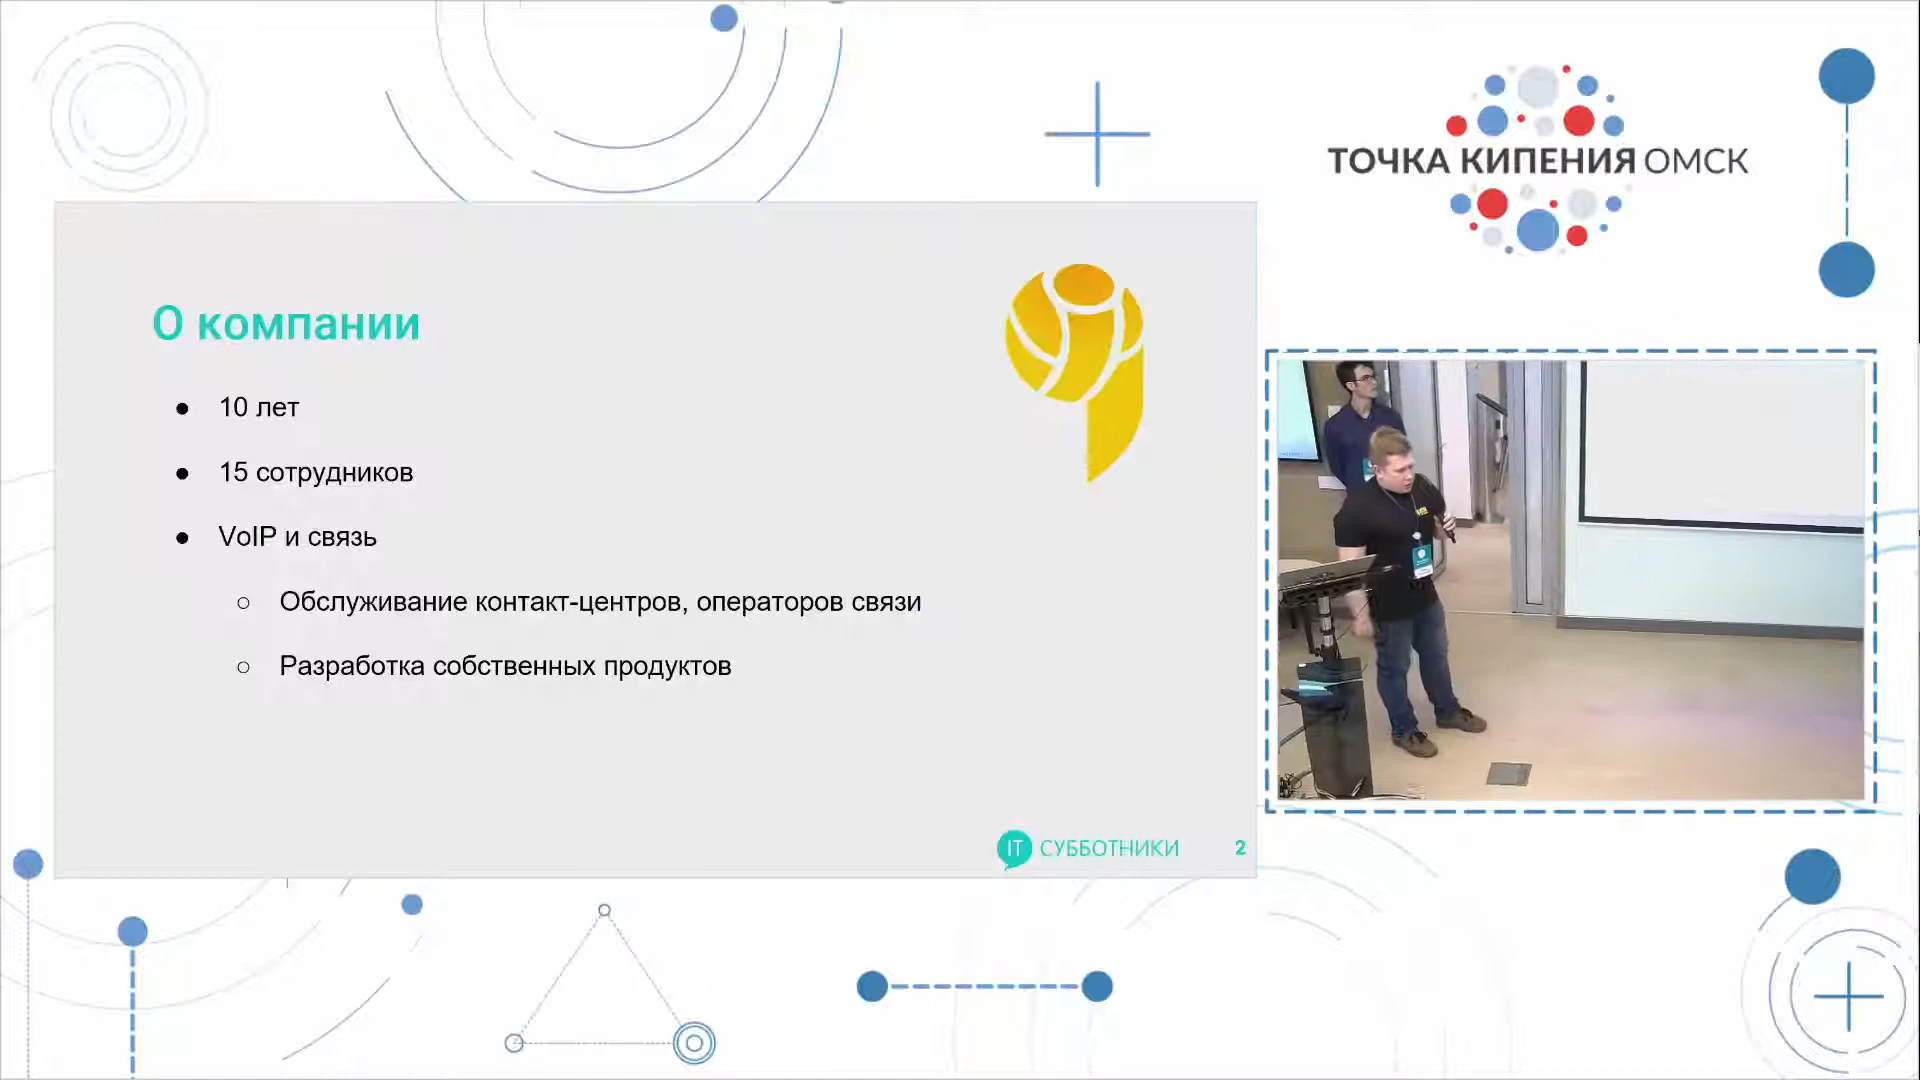 ТОЧКА КИПЕНИЯ ОМСК
О компании
● 10 лет
● 15 сотрудников
● VoIP и связь
○ Обслуживание контакт-центров, операторов связи
○ Разработка собственных продуктов
IT СУББОТНИКИ 2